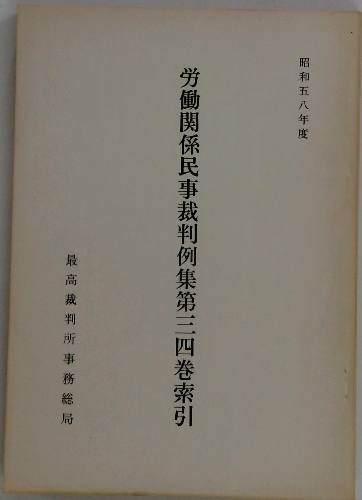 昭和五八年度
労働関係民事裁判例集第三四巻索引
最高裁判所事務総局